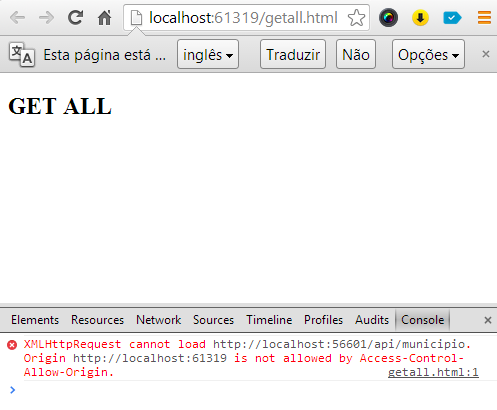 localhost:61319/getall.html
Esta página está ... inglês Traduzir Não Opções ×
GET ALL
Elements Resources Network Sources Timeline Profiles Audits Console ×
XMLHttpRequest cannot load http://localhost:56601/api/municipio.
Origin http://localhost:61319 is not allowed by Access-Control-
Allow-Origin. getall.html:1
>